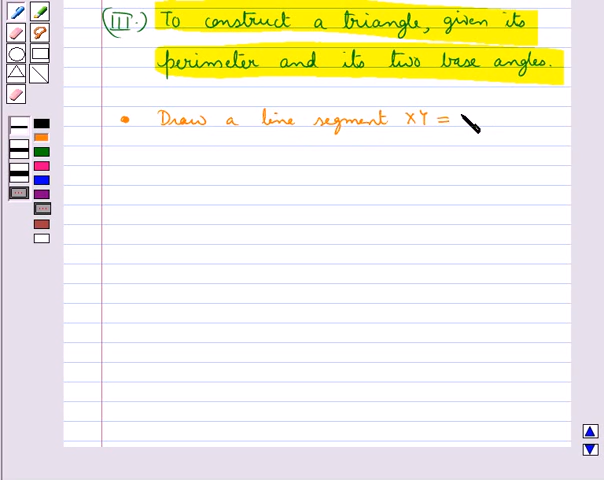 (III.) To construct a triangle, given its
perimeter and its two base angles.
• Draw a line segment XY =